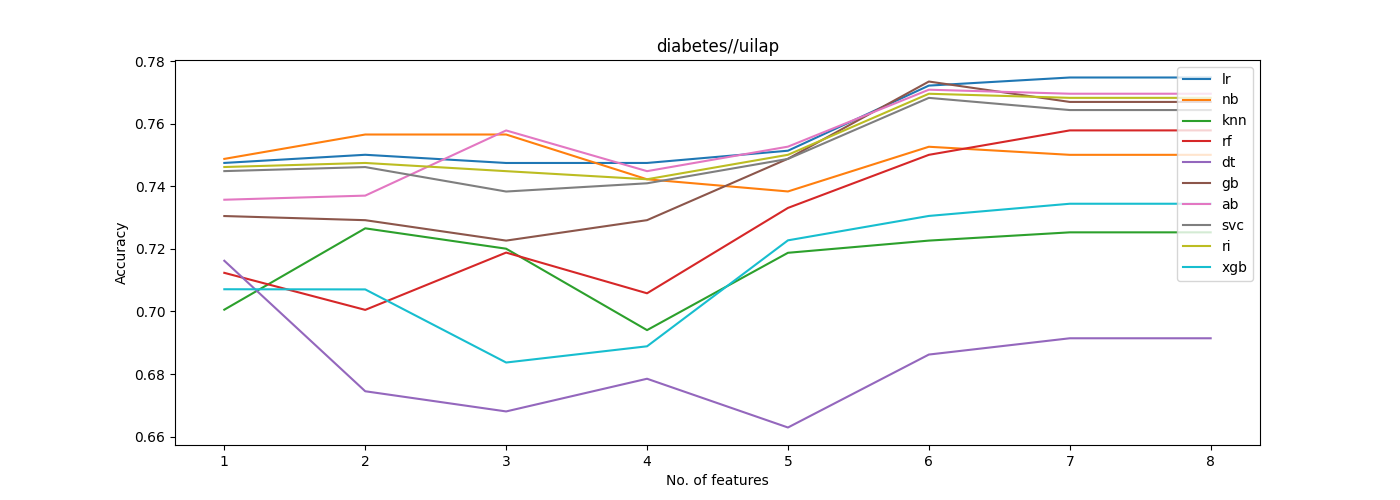 diabetes//uilap
Accuracy
0.78
0.76
0.74
0.72
0.70
0.68
0.66
1 2 3 4 5 6 7 8
No. of features
lr
nb
knn
rf
dt
gb
ab
svc
ri
xgb